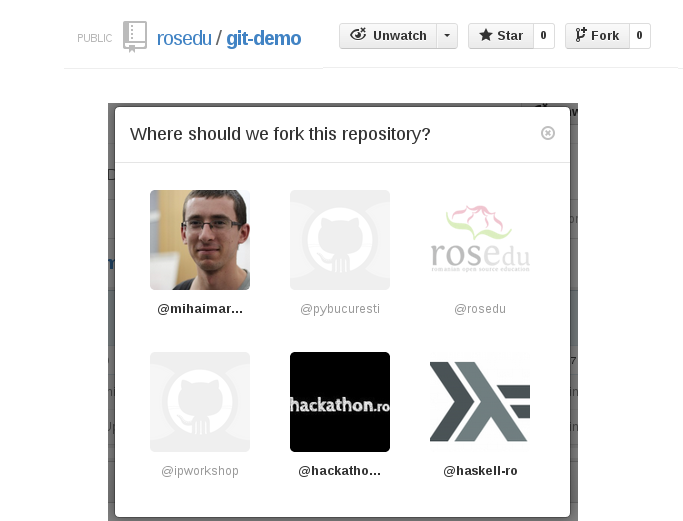 PUBLIC rosedu / git-demo Unwatch Star 0 Fork 0
Where should we fork this repository?
rosedu
romanian open source education
@mihaimar... @pybucuresti @rosedu
hackathon.ro
@ipworkshop @hackatho... @haskell-ro